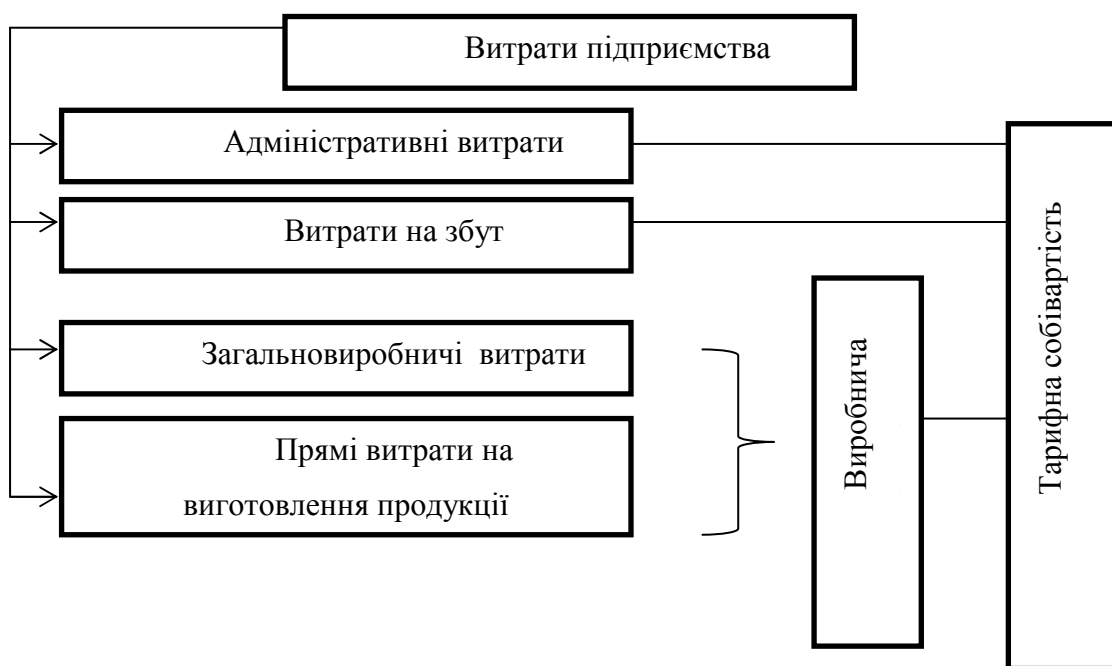 Витрати підприємства
Адміністративні витрати
Витрати на збут
Загальновиробничі витрати
Прямі витрати на
виготовлення продукції
Виробнича
Тарифна собівартість